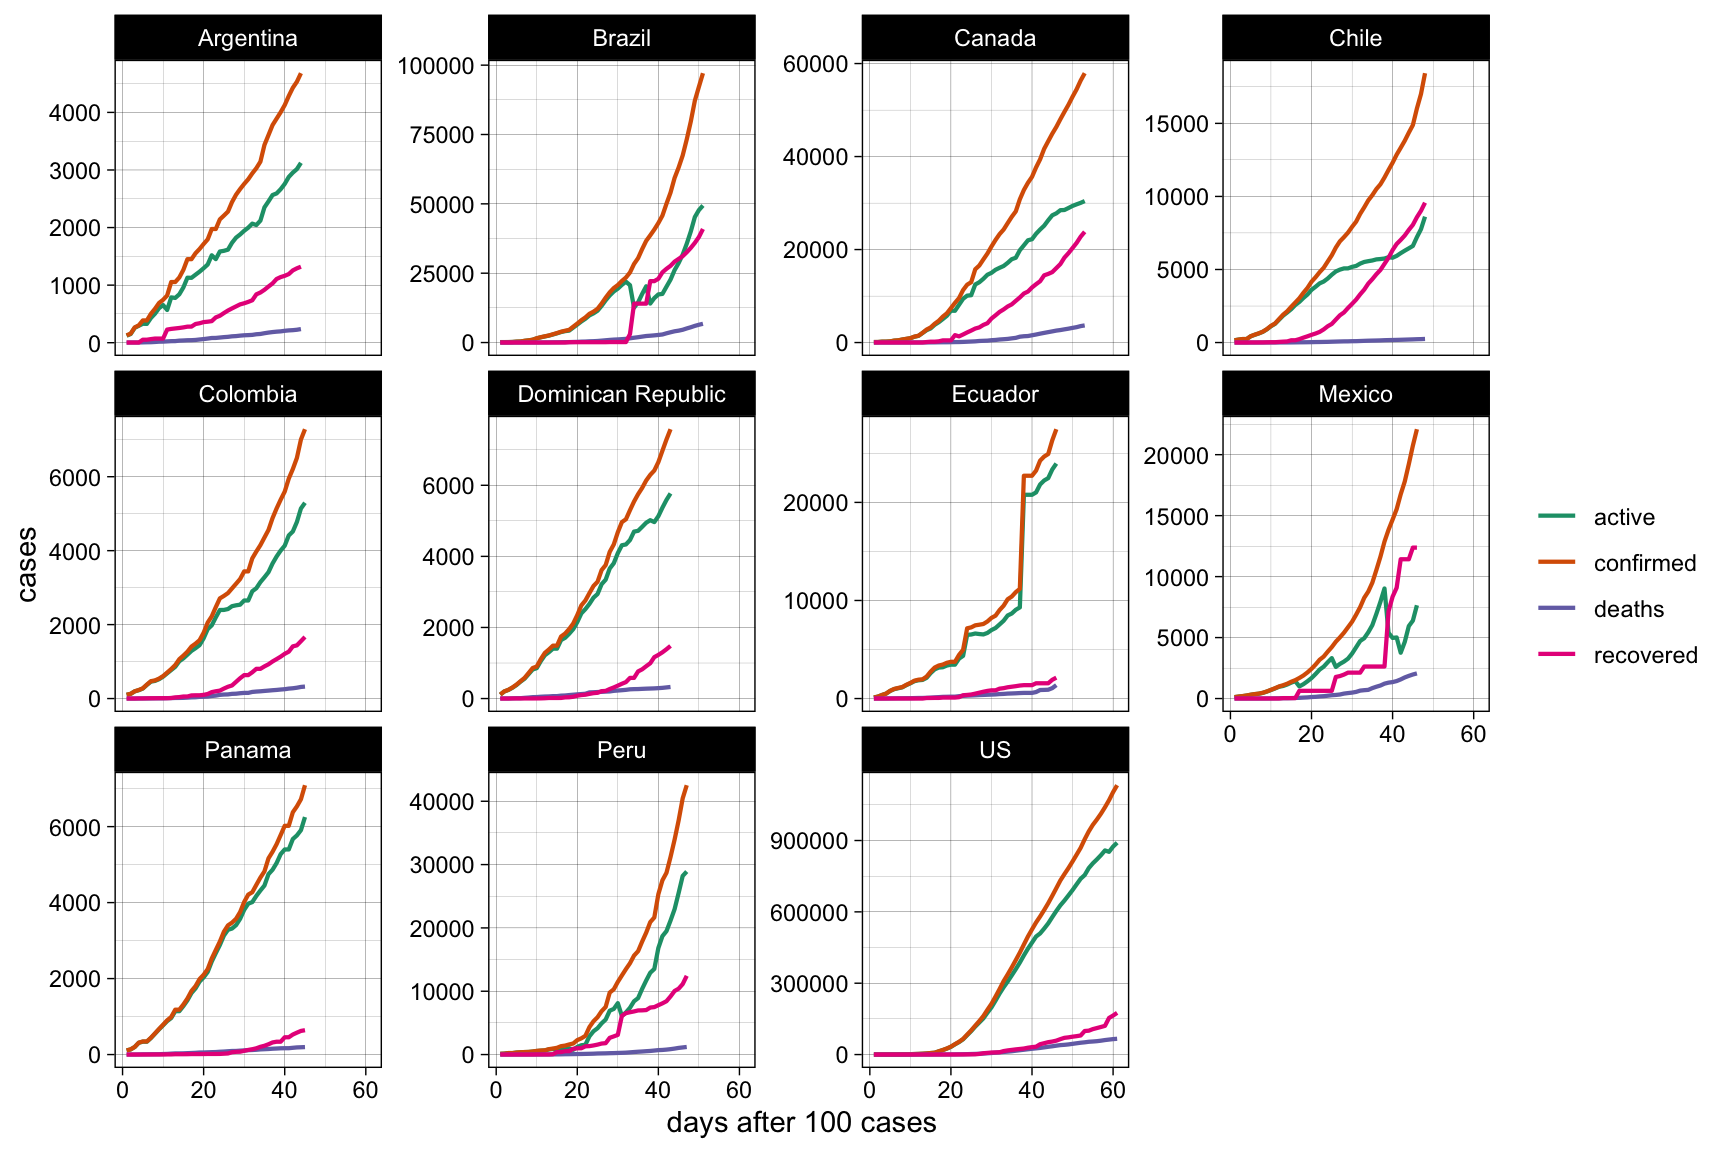 Argentina
Brazil
Canada
Chile
4000
3000
2000
1000
0
100000
75000
50000
25000
0
60000
40000
20000
0
15000
10000
5000
0
Colombia
Dominican Republic
Ecuador
Mexico
6000
4000
2000
0
6000
4000
2000
0
20000
10000
0
20000
15000
10000
5000
0
0 20 40 60
Panama
Peru
US
6000
4000
2000
0
40000
30000
20000
10000
0
900000
600000
300000
0
0 20 40 60
0 20 40 60
0 20 40 60
days after 100 cases
cases
active
confirmed
deaths
recovered